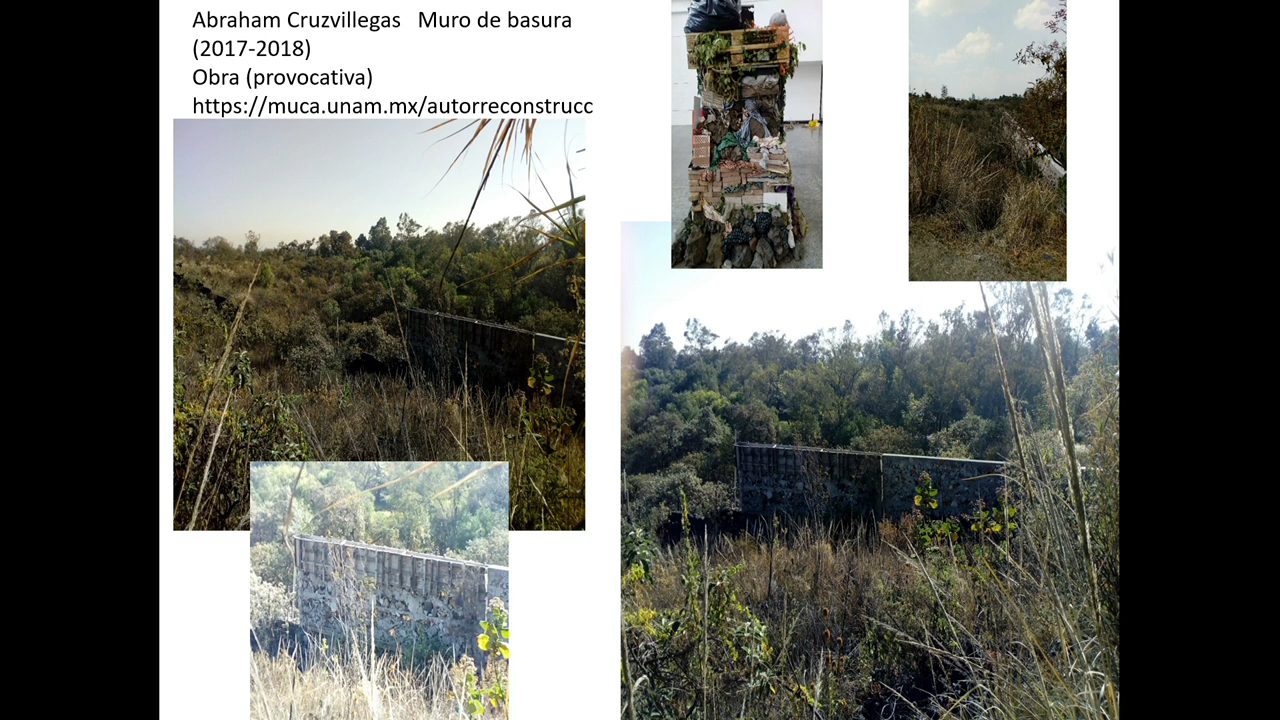 Abraham Cruzvillegas   Muro de basura
(2017-2018)
Obra (provocativa)
https://muca.unam.mx/autorreconstrucc